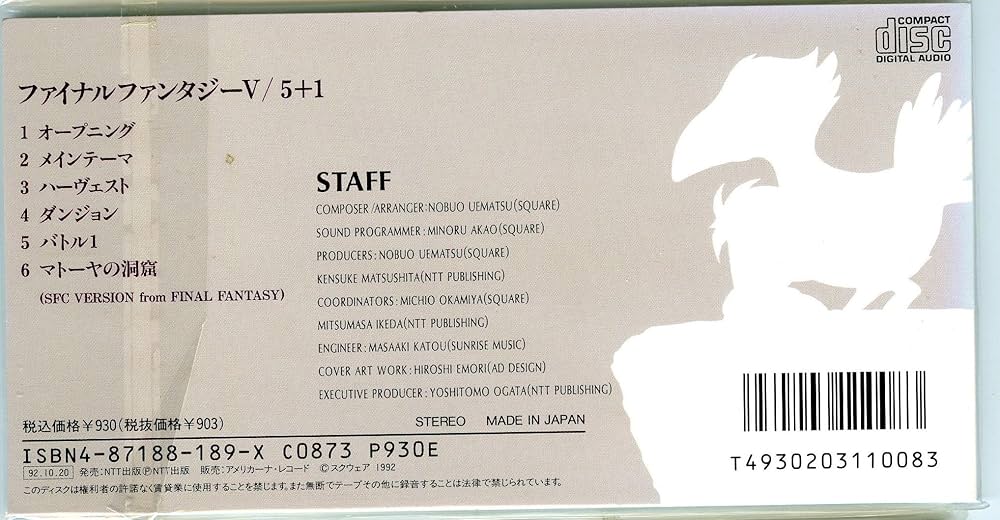 COMPACT
disc
DIGITAL AUDIO
ファイナルファンタジーV/ 5+1
1 オープニング
2 メインテーマ
3 ハーヴェスト
4 ダンジョン
5 バトル1
6 マトーヤの洞窟
(SFC VERSION from FINAL FANTASY)
STAFF
COMPOSER/ARRANGER:NOBUO UEMATSU(SQUARE)
SOUND PROGRAMMER:MINORU AKAO(SQUARE)
PRODUCERS:NOBUO UEMATSU(SQUARE)
KENSUKE MATSUSHITA(NTT PUBLISHING)
COORDINATORS:MICHIO OKAMIYA(SQUARE)
MITSUMASA IKEDA(NTT PUBLISHING)
ENGINEER:MASAAKI KATOU(SUNRISE MUSIC)
COVER ART WORK:HIROSHI EMORI(AD DESIGN)
EXECUTIVE PRODUCER:YOSHITOMO OGATA(NTT PUBLISHING)
税込価格¥930(税抜価格¥903)
STEREO MADE IN JAPAN
ISBN4-87188-189-X C0873 P930E
92.10.20 発売:NTT出版ⓅNTT出版 販売:アメリカーナ・レコード ©スクウェア 1992
このディスクは権利者の許諾なく賃貸業に使用することを禁じます。また無断でテープその他に録音することは法律で禁じられています。
T4930203110083